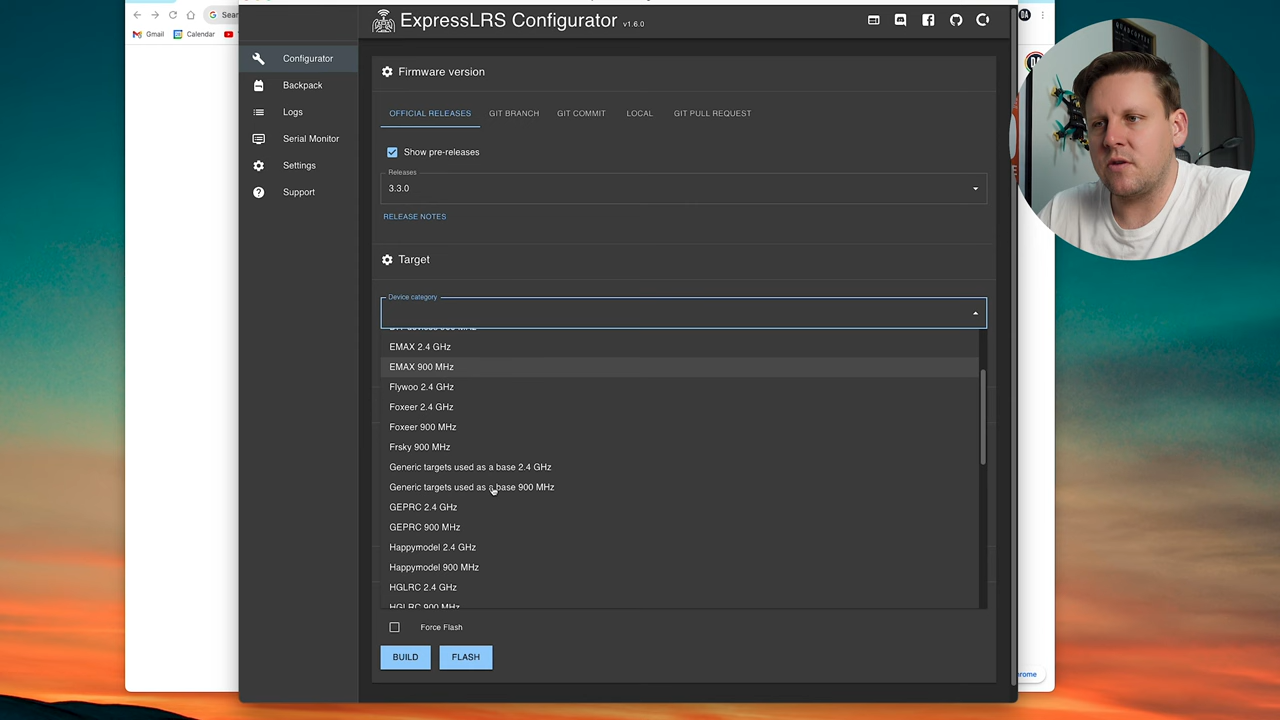 ExpressLRS Configurator v1.6.0
Gmail
Calendar
Configurator
Backpack
Logs
Serial Monitor
Settings
Support
Firmware version
OFFICIAL RELEASES
GIT BRANCH
GIT COMMIT
LOCAL
GIT PULL REQUEST
Show pre-releases
Releases
3.3.0
RELEASE NOTES
Target
Device category
EMAX 2.4 GHz
EMAX 900 MHz
Flywoo 2.4 GHz
Foxeer 2.4 GHz
Foxeer 900 MHz
Frsky 900 MHz
Generic targets used as a base 2.4 GHz
Generic targets used as a base 900 MHz
GEPRC 2.4 GHz
GEPRC 900 MHz
Happymodel 2.4 GHz
Happymodel 900 MHz
HGLRC 2.4 GHz
HGLRC 900 MHz
Force Flash
BUILD
FLASH